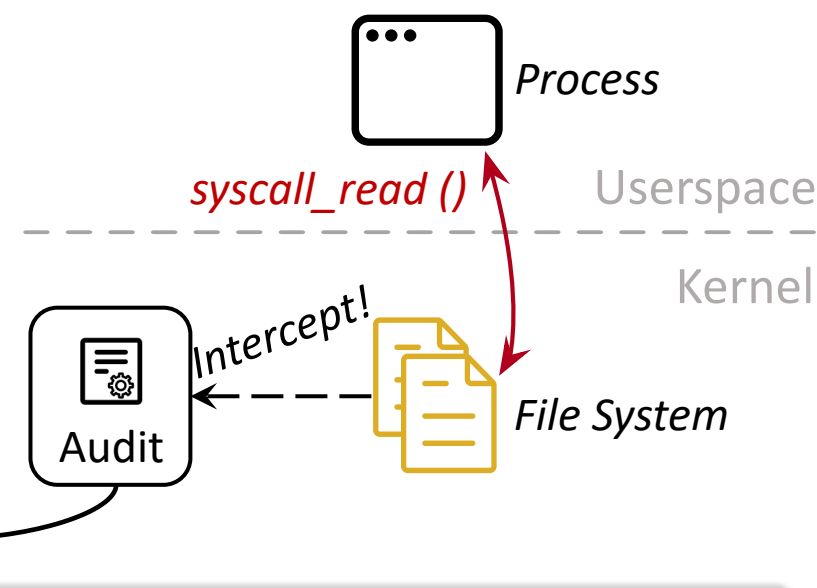 Process
syscall_read ()
Userspace
Kernel
Intercept!
Audit
File System